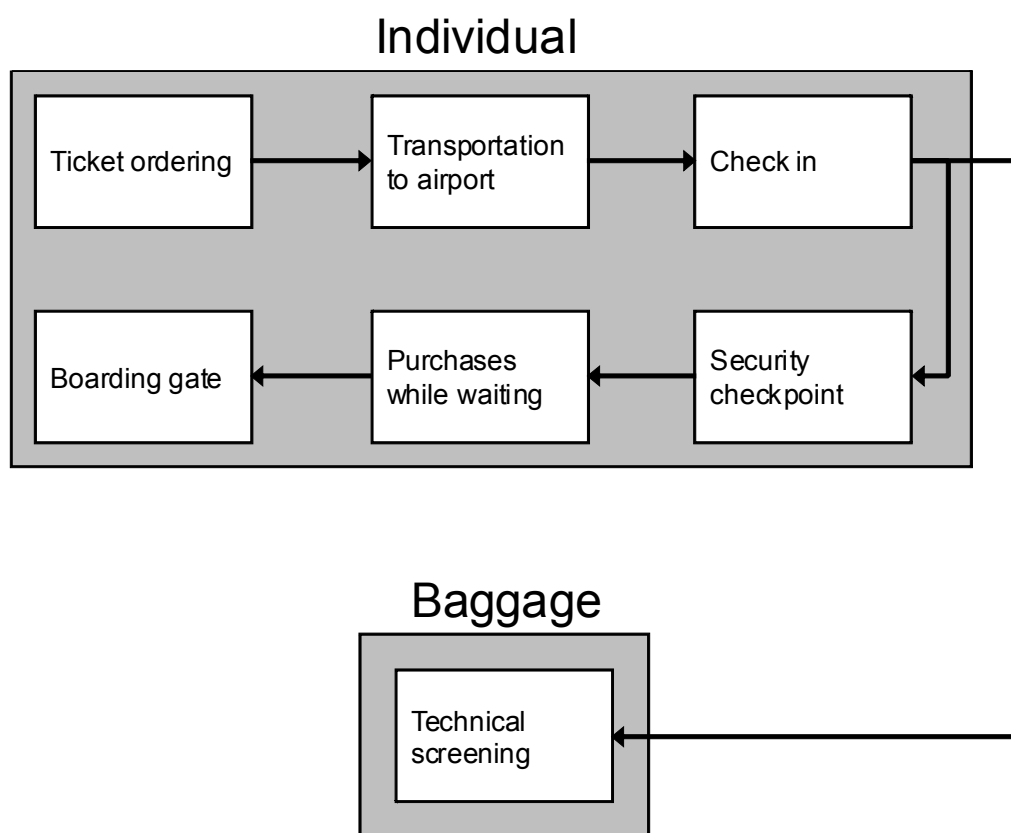 Individual
Ticket ordering
Transportation
to airport
Check in
Boarding gate
Purchases
while waiting
Security
checkpoint
Baggage
Technical
screening